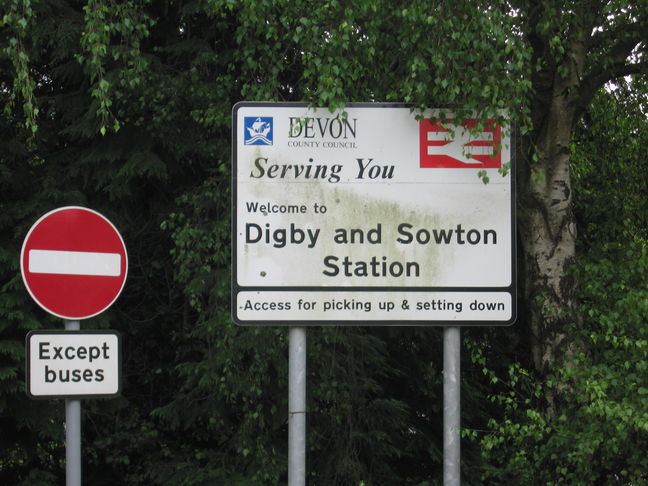 DEVON
COUNTY COUNCIL
Serving You
Welcome to
Digby and Sowton
Station
Access for picking up & setting down
Except
buses